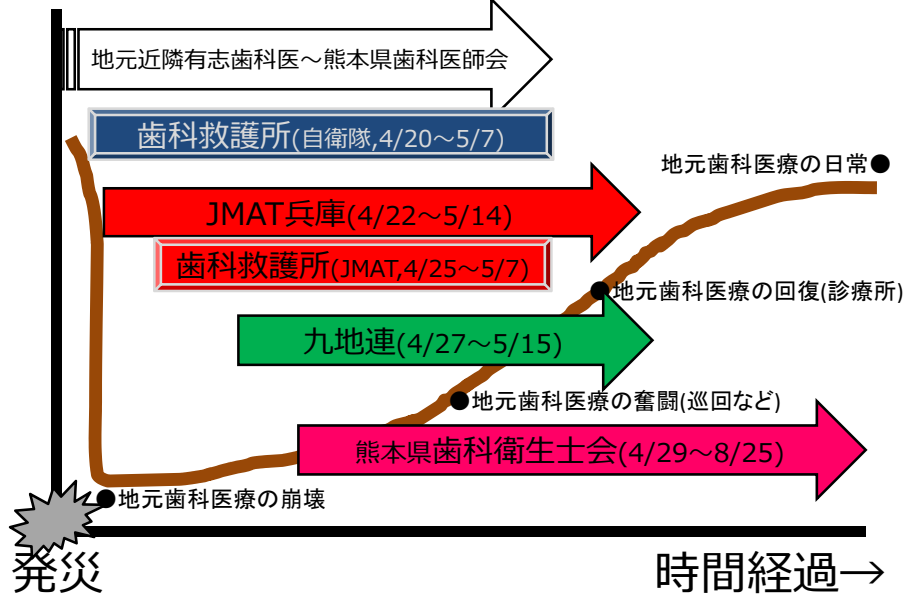 地元近隣有志歯科医～熊本県歯科医師会
歯科救護所(自衛隊,4/20～5/7)
地元歯科医療の日常●
JMAT兵庫(4/22～5/14)
歯科救護所(JMAT,4/25～5/7)
●地元歯科医療の回復(診療所)
九地連(4/27～5/15)
●地元歯科医療の奮闘(巡回など)
熊本県歯科衛生士会(4/29～8/25)
●地元歯科医療の崩壊
発災
時間経過→